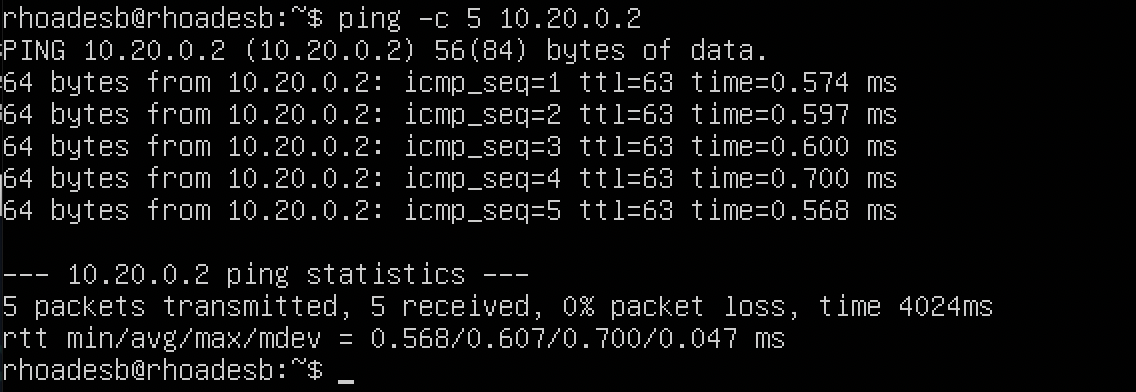 rhoadesb@rhoadesb:~$ ping -c 5 10.20.0.2
PING 10.20.0.2 (10.20.0.2) 56(84) bytes of data.
64 bytes from 10.20.0.2: icmp_seq=1 ttl=63 time=0.574 ms
64 bytes from 10.20.0.2: icmp_seq=2 ttl=63 time=0.597 ms
64 bytes from 10.20.0.2: icmp_seq=3 ttl=63 time=0.600 ms
64 bytes from 10.20.0.2: icmp_seq=4 ttl=63 time=0.700 ms
64 bytes from 10.20.0.2: icmp_seq=5 ttl=63 time=0.568 ms

--- 10.20.0.2 ping statistics ---
5 packets transmitted, 5 received, 0% packet loss, time 4024ms
rtt min/avg/max/mdev = 0.568/0.607/0.700/0.047 ms
rhoadesb@rhoadesb:~$ _